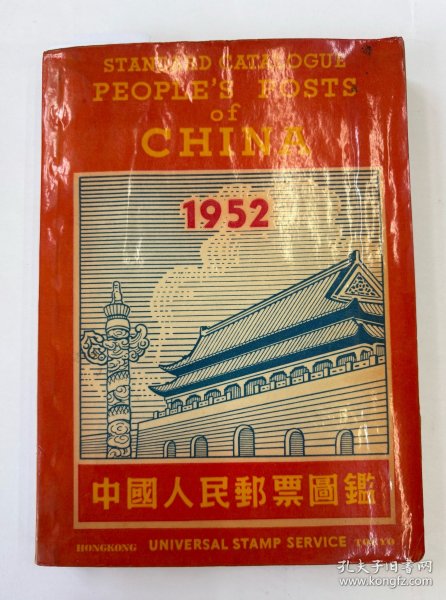 STANDARD CATALOGUE
PEOPLE'S POSTS
of
CHINA
1952
中國人民郵票圖鑑
HONGKONG UNIVERSAL STAMP SERVICE TOKYO
孔夫子旧书网
www.kongfz.com